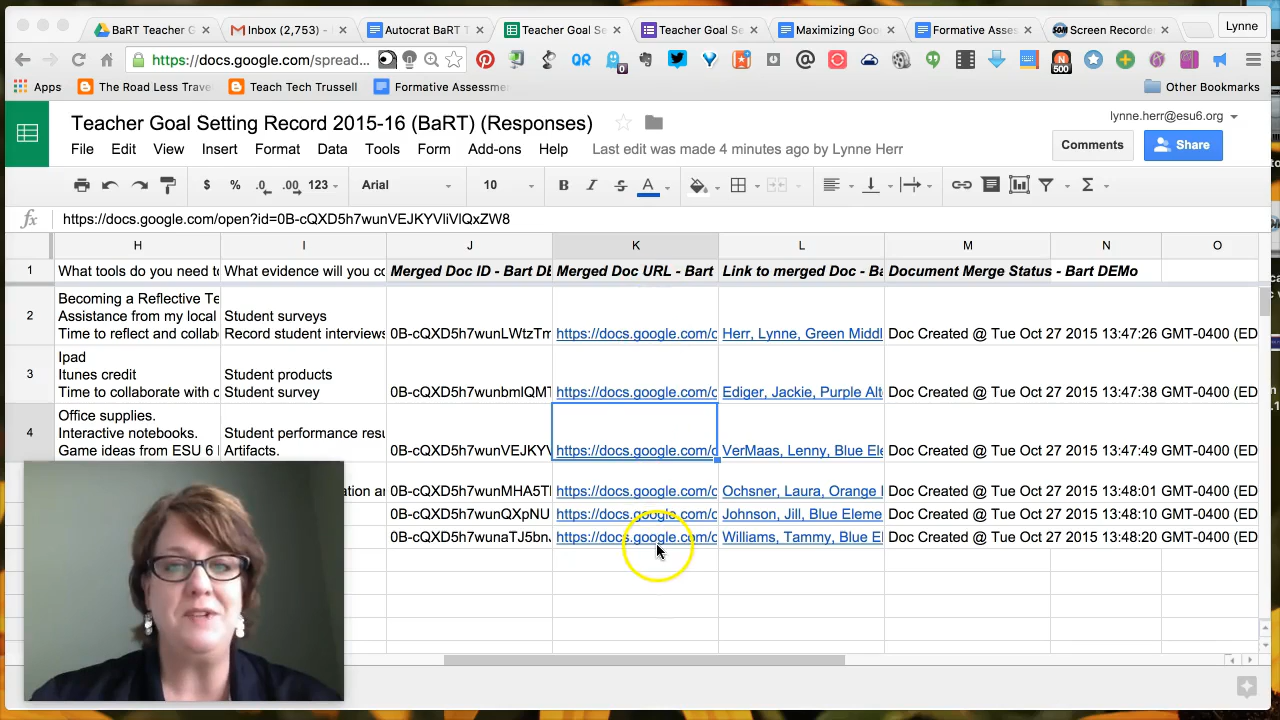 BaRT Teacher G
Inbox (2,753) -
Autocrat BaRT T
Teacher Goal Se
Teacher Goal Se
Maximizing Goo
Formative Asses
Screen Recorde
Lynne
https://docs.google.com/spread...
QR
0
N
500
Apps
The Road Less Trave
Teach Tech Trussell
Formative Assessme
Other Bookmarks
Teacher Goal Setting Record 2015-16 (BaRT) (Responses)
lynne.herr@esu6.org
File Edit View Insert Format Data Tools Form Add-ons Help Last edit was made 4 minutes ago by Lynne Herr
Comments
Share
$ % .0 .00 123 Arial 10 B I S A Σ
fx https://docs.google.com/open?id=0B-cQXD5h7wunVEJKYVliVlQxZW8
H I J K L M N O
1 What tools do you need to What evidence will you co Merged Doc ID - Bart DE Merged Doc URL - Bart Link to merged Doc - Ba Document Merge Status - Bart DEMo
Becoming a Reflective Te
2 Assistance from my local Student surveys
Time to reflect and collab Record student interviews 0B-cQXD5h7wunLWtzTm https://docs.google.com/c Herr, Lynne, Green Middl Doc Created @ Tue Oct 27 2015 13:47:26 GMT-0400 (ED
Ipad
3 Itunes credit Student products
Time to collaborate with c Student survey 0B-cQXD5h7wunbmlQMT https://docs.google.com/c Ediger, Jackie, Purple Alt Doc Created @ Tue Oct 27 2015 13:47:38 GMT-0400 (ED
Office supplies.
4 Interactive notebooks. Student performance resu
Game ideas from ESU 6 Artifacts. 0B-cQXD5h7wunVEJKYV https://docs.google.com/c VerMaas, Lenny, Blue Ele Doc Created @ Tue Oct 27 2015 13:47:49 GMT-0400 (ED
ation ar 0B-cQXD5h7wunMHA5Tl https://docs.google.com/c Ochsner, Laura, Orange Doc Created @ Tue Oct 27 2015 13:48:01 GMT-0400 (ED
0B-cQXD5h7wunQXpNU https://docs.google.com/c Johnson, Jill, Blue Eleme Doc Created @ Tue Oct 27 2015 13:48:10 GMT-0400 (ED
0B-cQXD5h7wunaTJ5bn https://docs.google.com/c Williams, Tammy, Blue El Doc Created @ Tue Oct 27 2015 13:48:20 GMT-0400 (ED